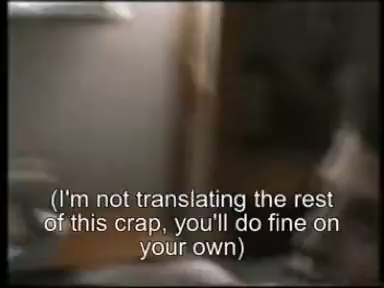 (I'm not translating the rest
of this crap, you'll do fine on
your own)